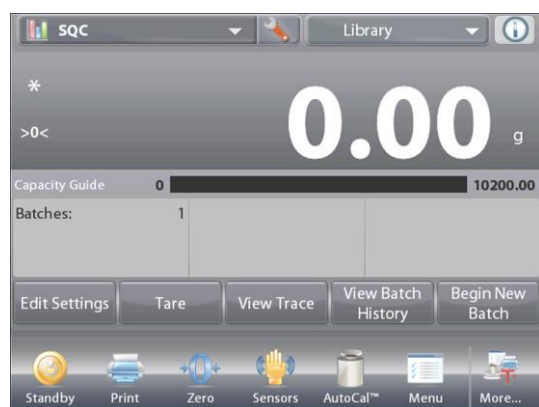 SQC Library
*
>0< 0.00 g
Capacity Guide 0 10200.00
Batches: 1
Edit Settings Tare View Trace View Batch History Begin New Batch
Standby Print Zero Sensors AutoCal™ Menu More...